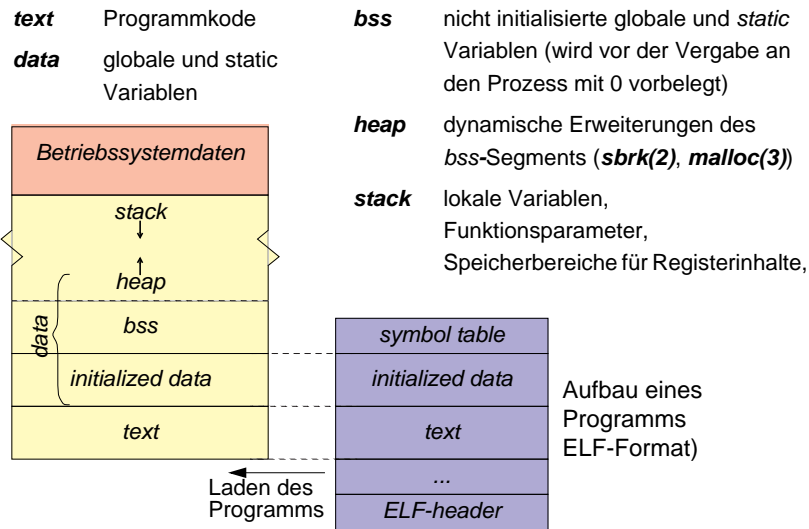 text Programmkode
data globale und static
Variablen
bss nicht initialisierte globale und static
Variablen (wird vor der Vergabe an
den Prozess mit 0 vorbelegt)
heap dynamische Erweiterungen des
bss-Segments (sbrk(2), malloc(3))
stack lokale Variablen,
Funktionsparameter,
Speicherbereiche für Registerinhalte,
Betriebssystemdaten
stack
heap
data
bss
initialized data
text
symbol table
initialized data
text
...
ELF-header
Aufbau eines
Programms
ELF-Format)
Laden des
Programms